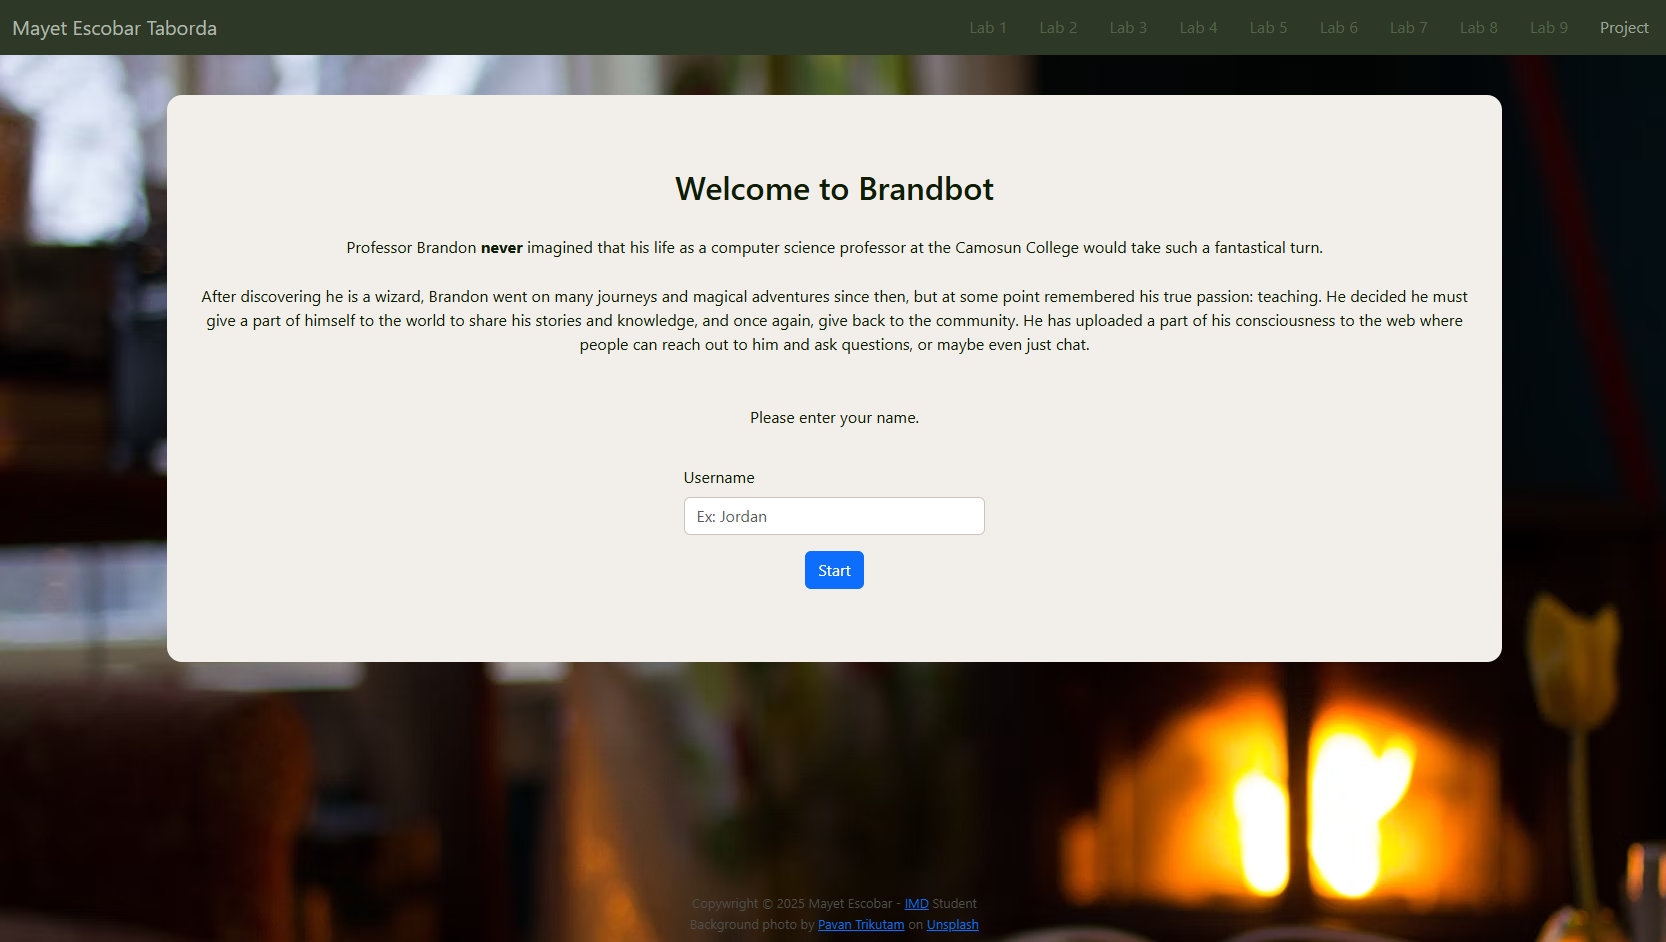 Mayet Escobar Taborda
Lab 1 Lab 2 Lab 3 Lab 4 Lab 5 Lab 6 Lab 7 Lab 8 Lab 9 Project
Welcome to Brandbot
Professor Brandon never imagined that his life as a computer science professor at the Camosun College would take such a fantastical turn.
After discovering he is a wizard, Brandon went on many journeys and magical adventures since then, but at some point remembered his true passion: teaching. He decided he must
give a part of himself to the world to share his stories and knowledge, and once again, give back to the community. He has uploaded a part of his consciousness to the web where
people can reach out to him and ask questions, or maybe even just chat.
Please enter your name.
Username
Ex: Jordan
Start
Copywright © 2025 Mayet Escobar - IMD Student
Background photo by Pavan Trikutam on Unsplash